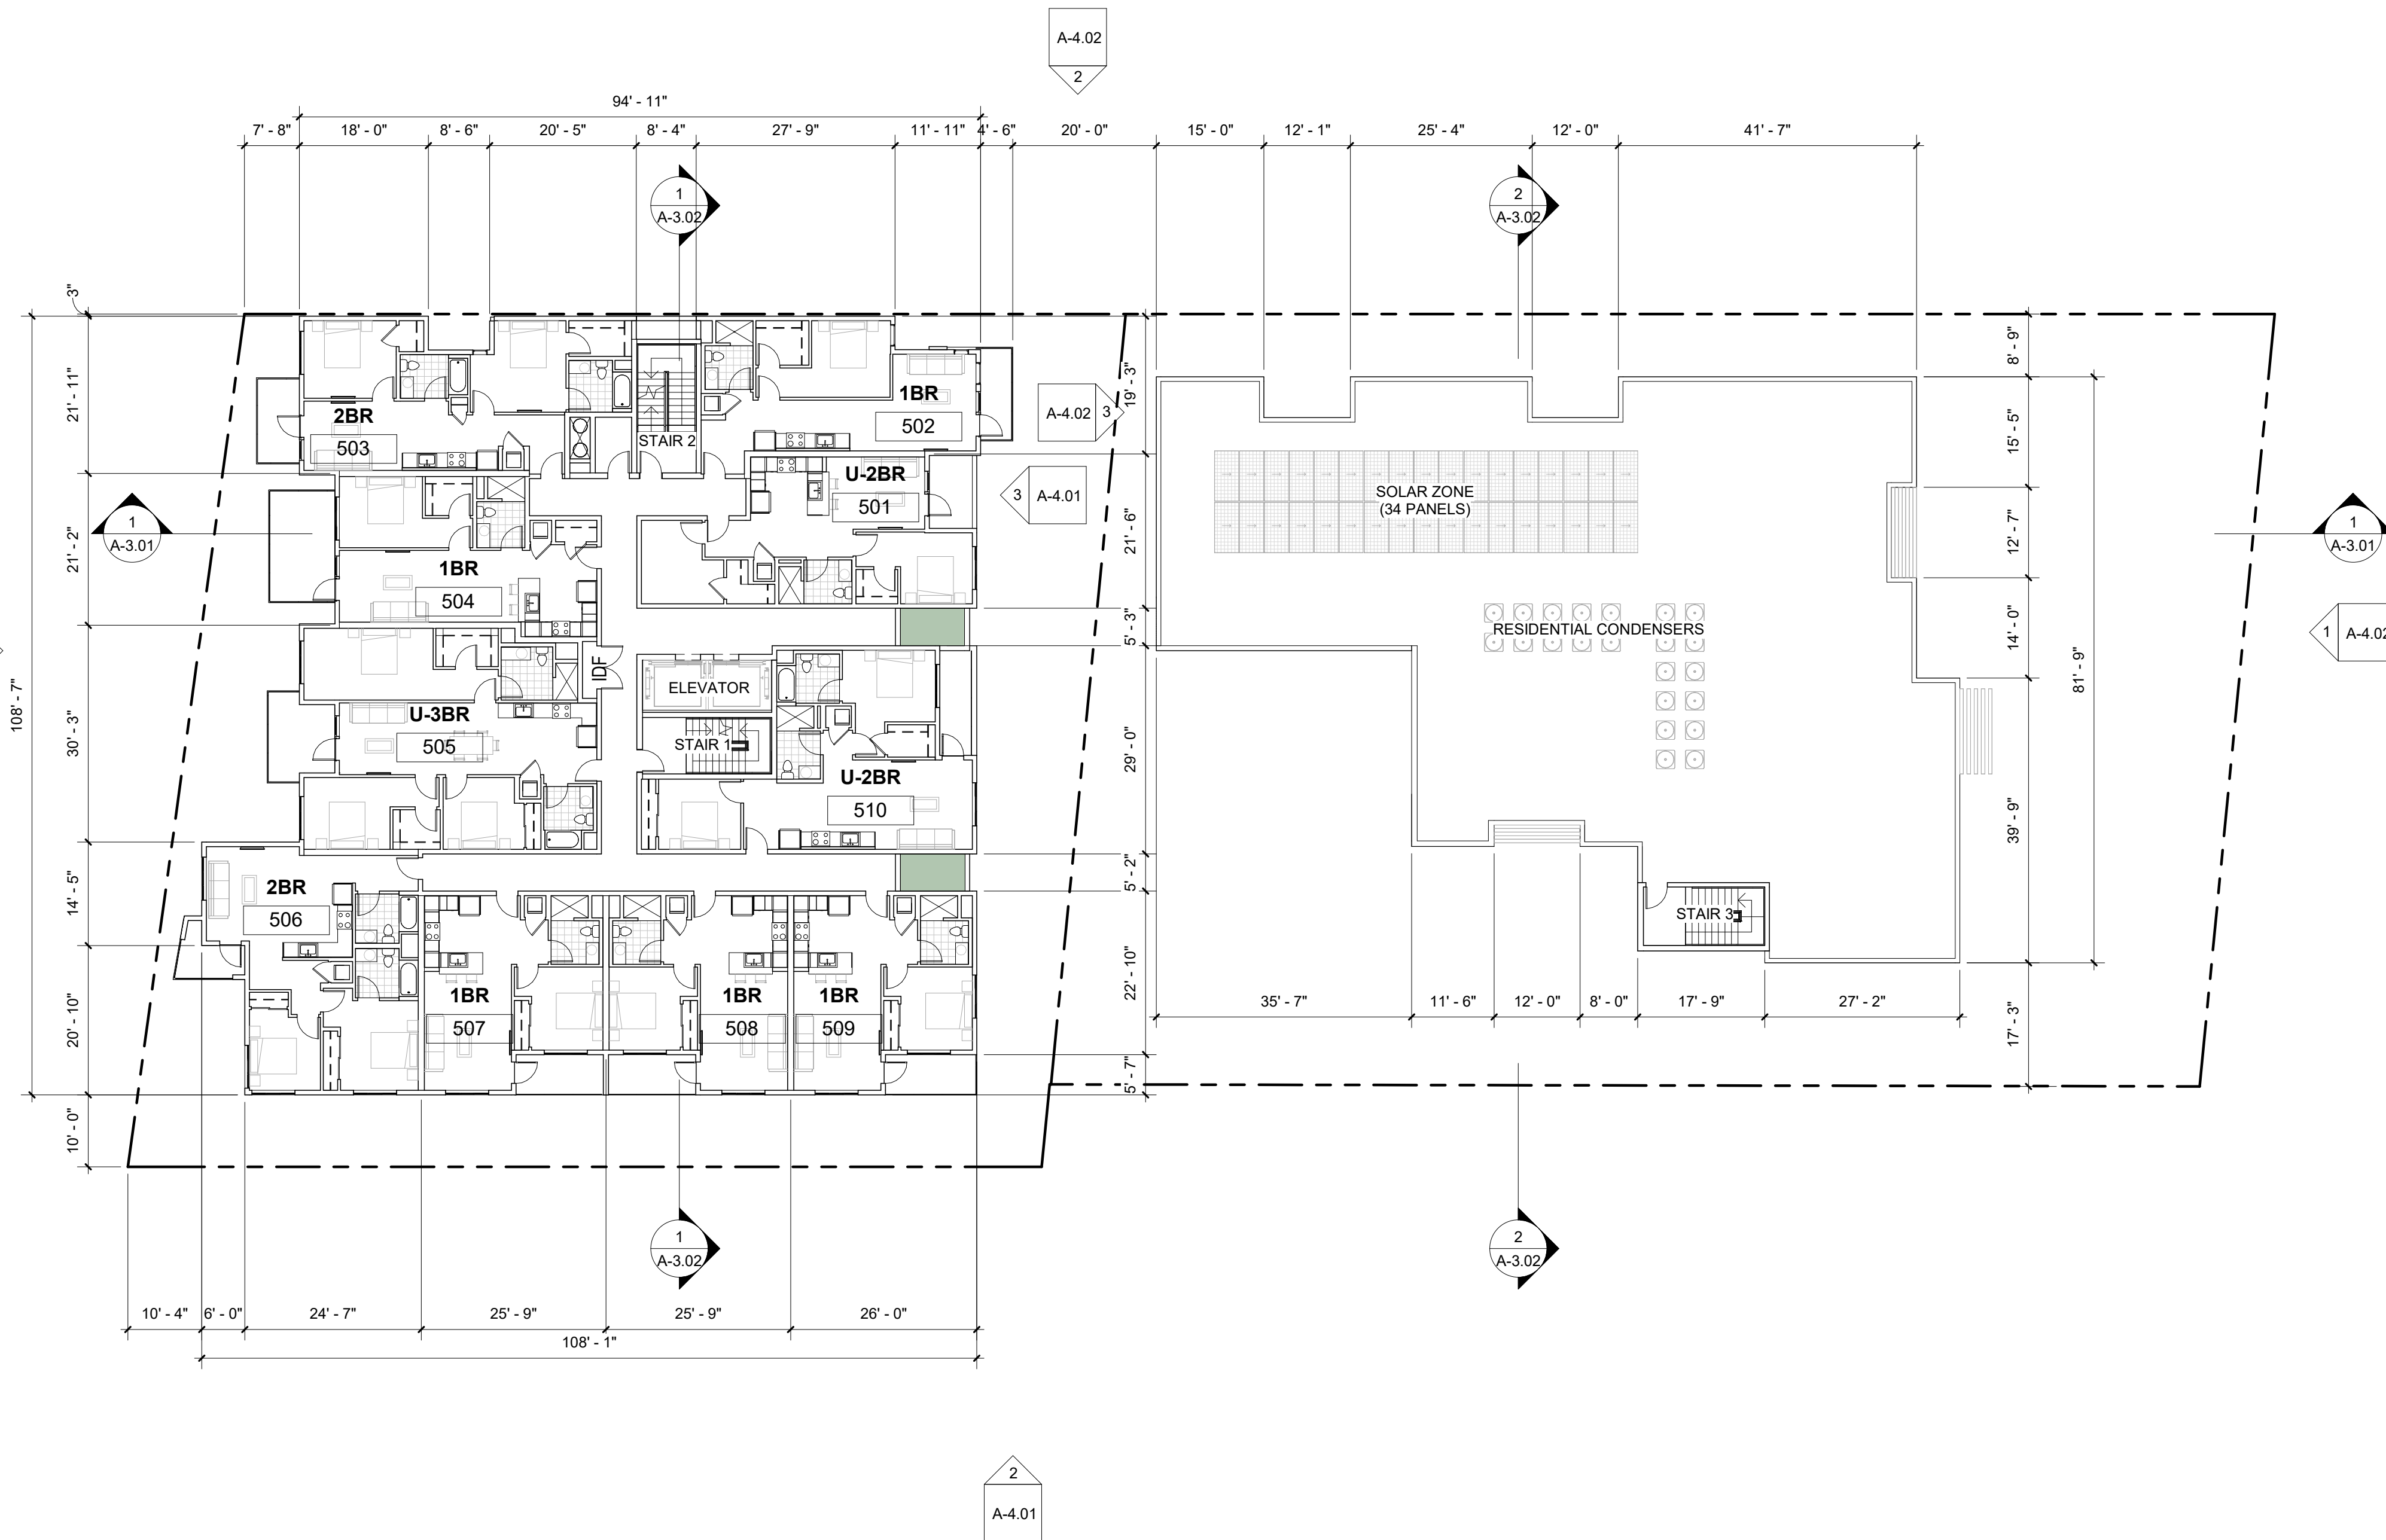 A-4.02
2
94' - 11"
7' - 8"
18' - 0"
8' - 6"
20' - 5"
8' - 4"
27' - 9"
11' - 11"
4' - 6"
20' - 0"
15' - 0"
12' - 1"
25' - 4"
12' - 0"
41' - 7"
1
A-3.02
2
A-3.02
3"
21' - 11"
21' - 2"
30' - 3"
14' - 5"
20' - 10"
10' - 0"
108' - 7"
1
A-3.01
2BR
503
STAIR 2
1BR
502
U-2BR
501
1BR
504
IDF
ELEVATOR
U-3BR
505
STAIR 1
U-2BR
510
2BR
506
1BR
507
1BR
508
1BR
509
A-4.02
3
3
A-4.01
19' - 3"
21' - 6"
5' - 3"
29' - 0"
5' - 2"
22' - 10"
5' - 7"
SOLAR ZONE
(34 PANELS)
RESIDENTIAL CONDENSERS
STAIR 3
8' - 9"
15' - 5"
12' - 7"
14' - 0"
39' - 9"
17' - 3"
81' - 9"
1
A-3.01
1
A-4.02
35' - 7"
11' - 6"
12' - 0"
8' - 0"
17' - 9"
27' - 2"
1
A-3.02
2
A-3.02
10' - 4"
6' - 0"
24' - 7"
25' - 9"
25' - 9"
26' - 0"
108' - 1"
2
A-4.01